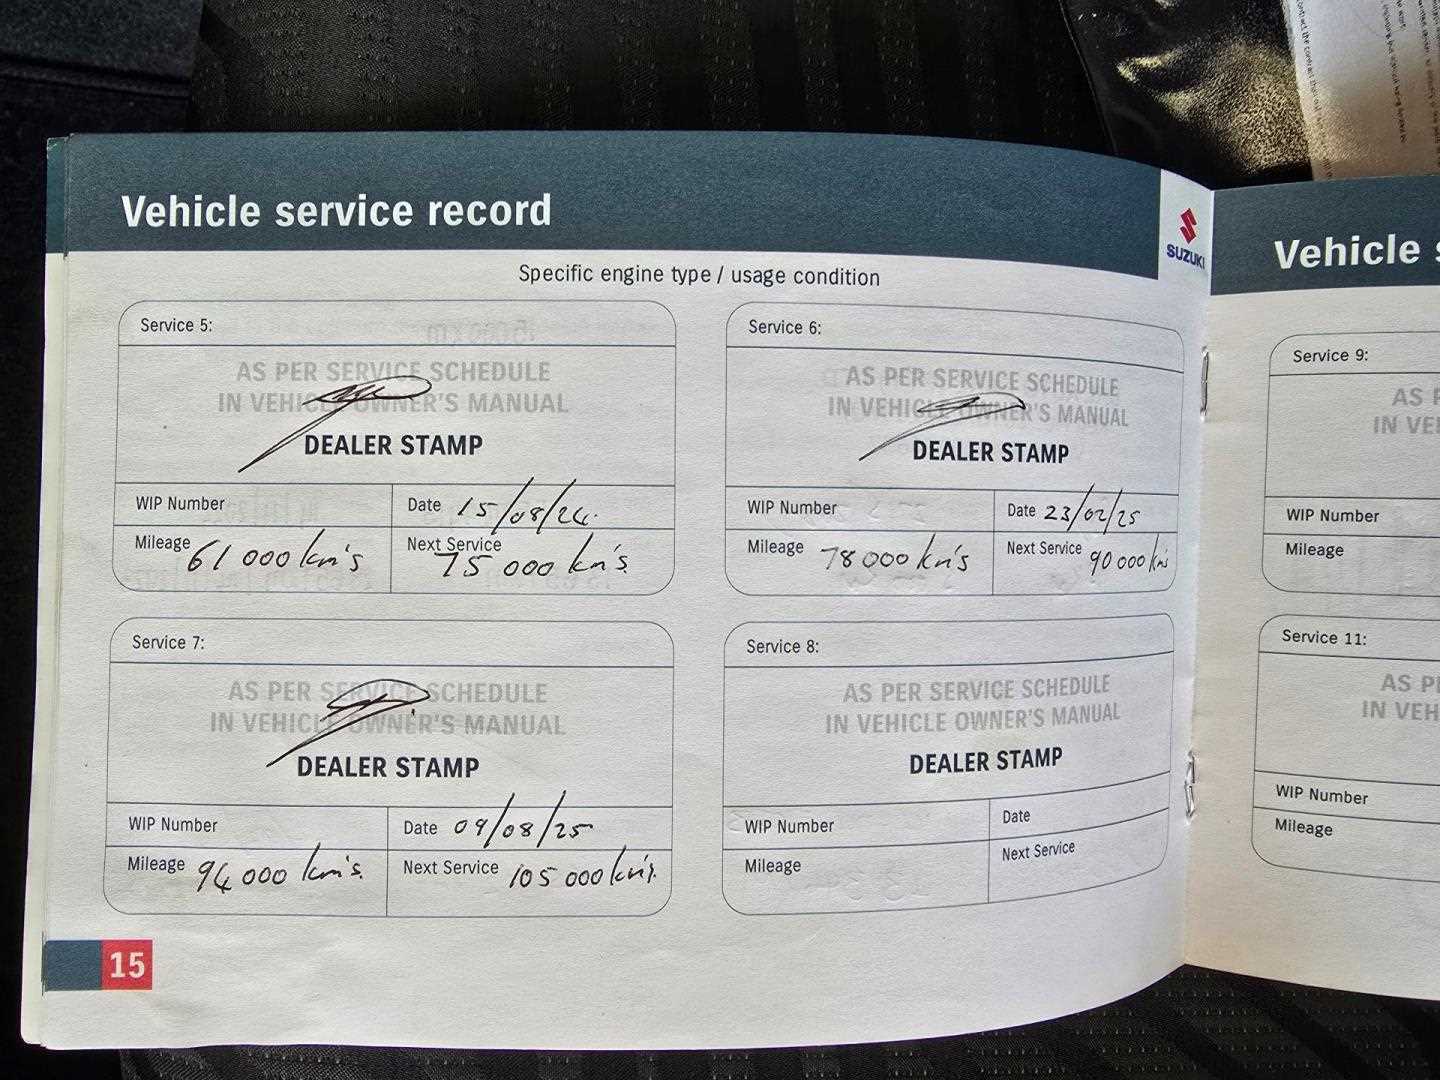 Vehicle service record
SUZUKI
Specific engine type / usage condition
Service 5:
AS PER SERVICE SCHEDULE
IN VEHICLE OWNER'S MANUAL
DEALER STAMP
WIP Number
Date 15/08/24.
Mileage 61 000 km's
Next Service 75 000 km's.
Service 6:
AS PER SERVICE SCHEDULE
IN VEHICLE OWNER'S MANUAL
DEALER STAMP
WIP Number
Date 23/02/25
Mileage 78 000 km's
Next Service 90 000 km's
Service 7:
AS PER SERVICE SCHEDULE
IN VEHICLE OWNER'S MANUAL
DEALER STAMP
WIP Number
Date 09/08/25
Mileage 94 000 km's.
Next Service 105 000 km's.
Service 8:
AS PER SERVICE SCHEDULE
IN VEHICLE OWNER'S MANUAL
DEALER STAMP
WIP Number
Date
Mileage
Next Service
15
Vehicle
Service 9:
AS
IN VE
WIP Number
Mileage
Service 11:
AS P
IN VEH
WIP Number
Mileage